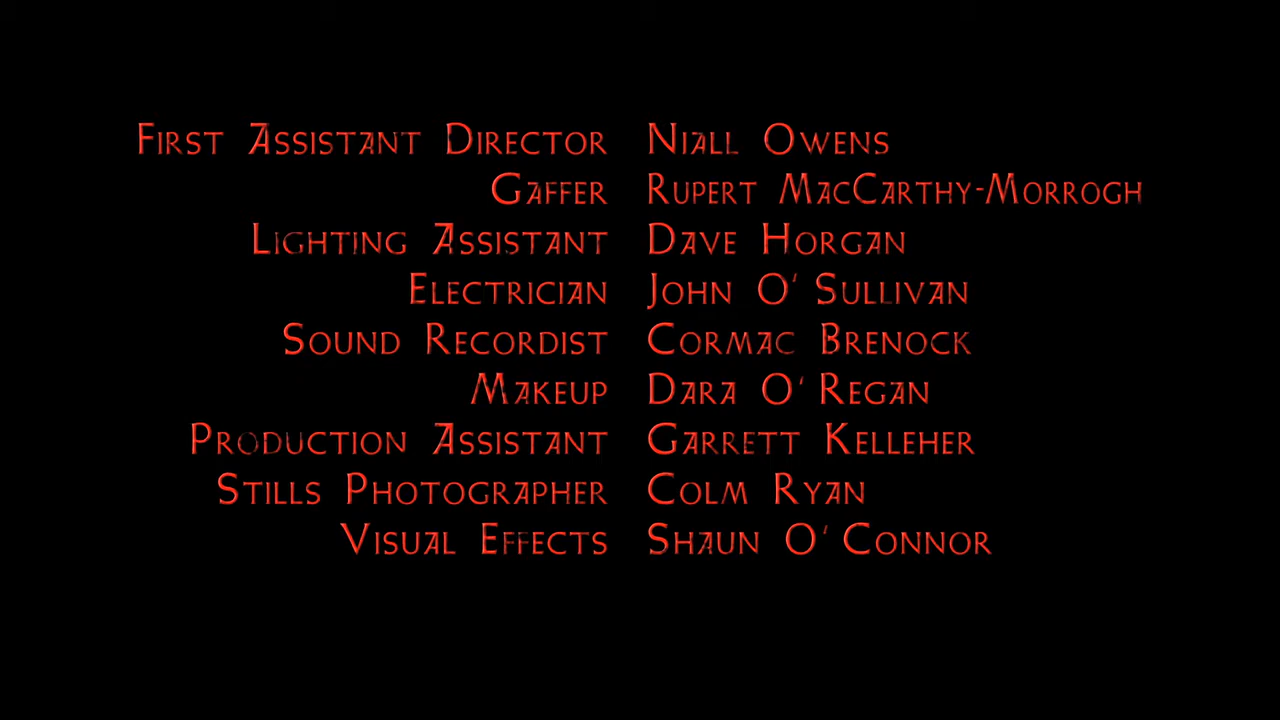 First Assistant Director Niall Owens
Gaffer Rupert MacCarthy-Morrogh
Lighting Assistant Dave Horgan
Electrician John O' Sullivan
Sound Recordist Cormac Brenock
Makeup Dara O' Regan
Production Assistant Garrett Kelleher
Stills Photographer Colm Ryan
Visual Effects Shaun O' Connor